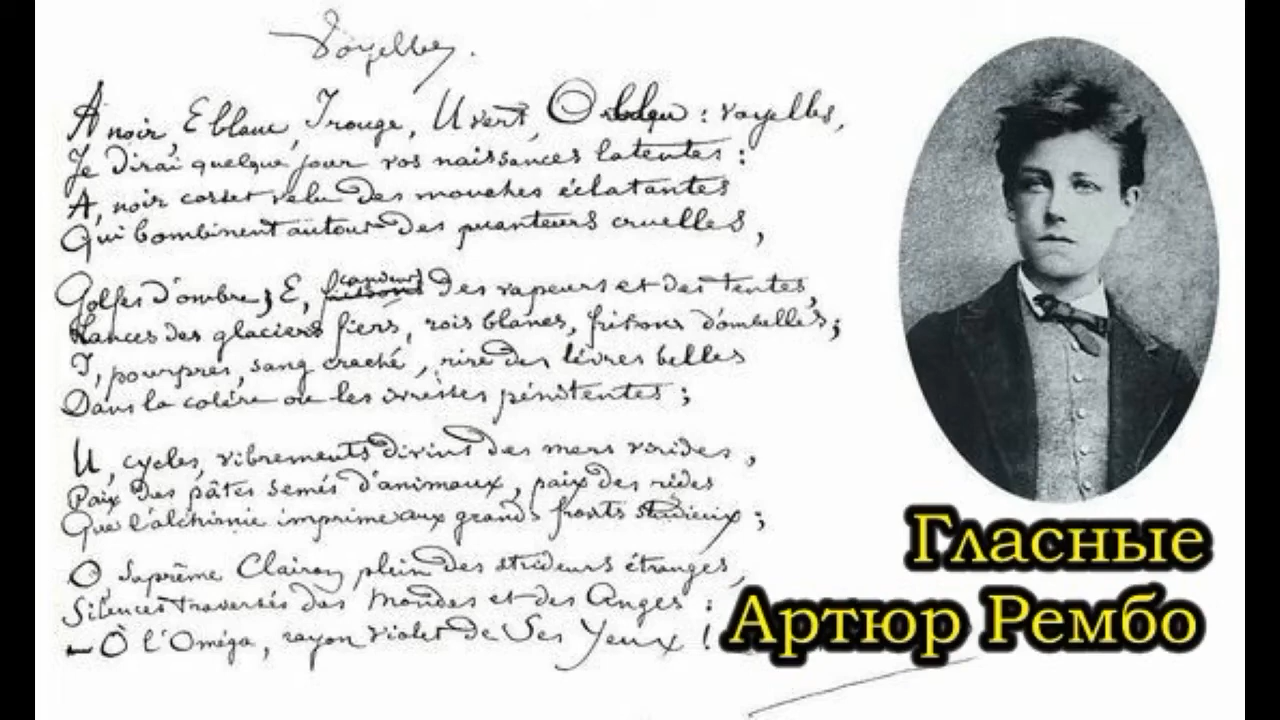 Voyelles.
A noir, E blanc, I rouge, U vert, O bleu : voyelles,
Je dirai quelque jour vos naissances latentes :
A, noir corset velu des mouches éclatantes
Qui bombinent autour des puanteurs cruelles,
Golfes d'ombre ; E, frissons candeurs des vapeurs et des tentes,
Lances des glaciers fiers, rois blancs, frissons d'ombelles ;
I, pourpres, sang craché, rire des lèvres belles
Dans la colère ou les ivresses pénitentes ;
U, cycles, vibrements divins des mers virides,
Paix des pâtis semés d'animaux, paix des rides
Que l'alchimie imprime aux grands fronts studieux ;
O, Suprême Clairon plein des strideurs étranges,
Silences traversés des Mondes et des Anges :
– O l'Oméga, rayon violet de Ses Yeux !
Гласные
Артюр Рембо